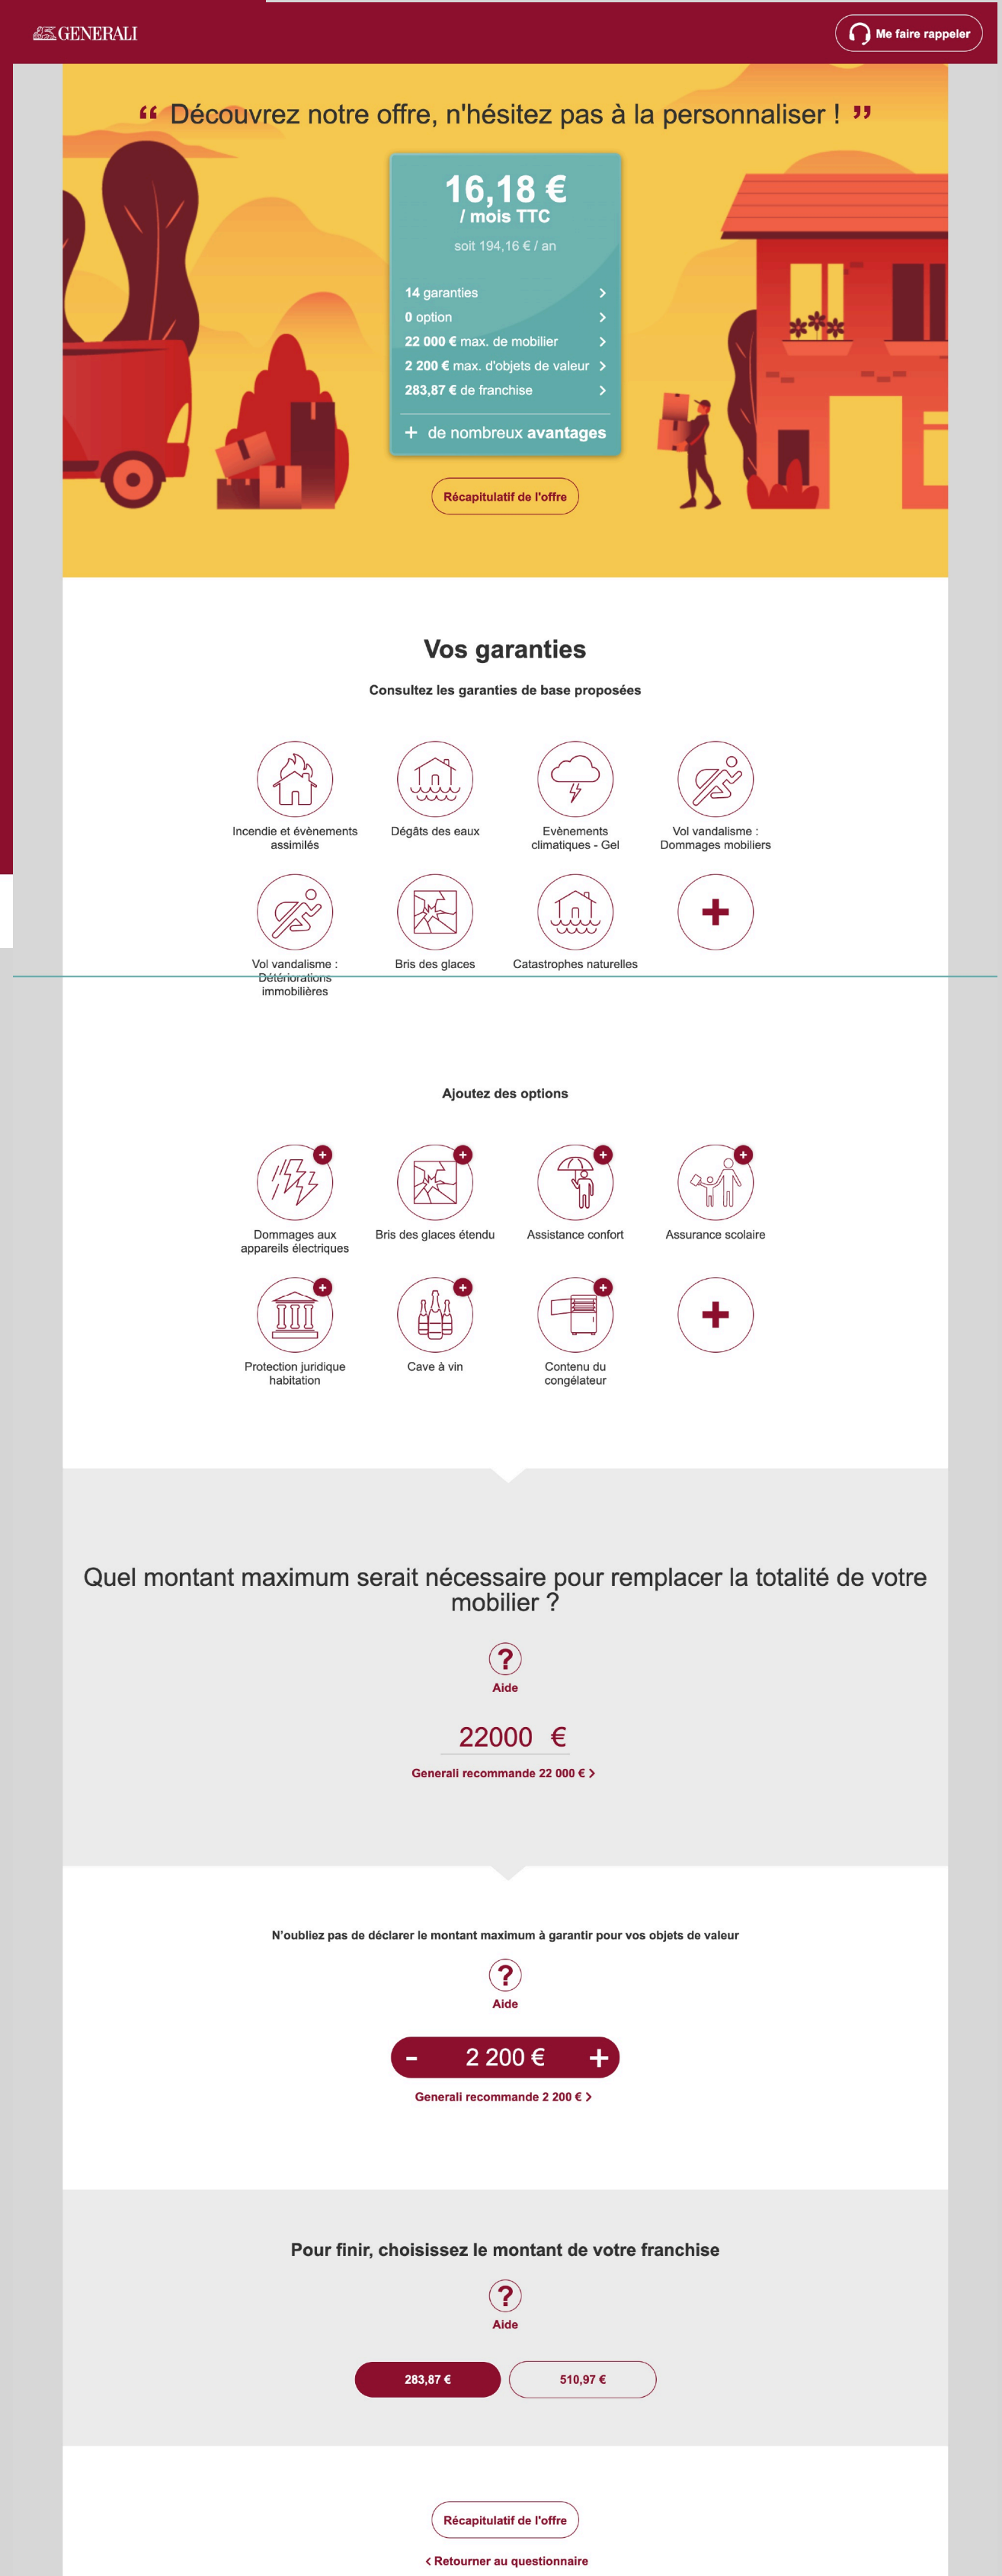 GENERALI
Me faire rappeler
“ Découvrez notre offre, n'hésitez pas à la personnaliser ! ”
16,18 €
/ mois TTC
soit 194,16 € / an
14 garanties
0 option
22 000 € max. de mobilier
2 200 € max. d'objets de valeur
283,87 € de franchise
+ de nombreux avantages
Récapitulatif de l'offre
Vos garanties
Consultez les garanties de base proposées
Incendie et évènements
assimilés
Dégâts des eaux
Evènements
climatiques - Gel
Vol vandalisme :
Dommages mobiliers
Vol vandalisme :
Détériorations
immobilières
Bris des glaces
Catastrophes naturelles
Ajoutez des options
Dommages aux
appareils électriques
Bris des glaces étendu
Assistance confort
Assurance scolaire
Protection juridique
habitation
Cave à vin
Contenu du
congélateur
Quel montant maximum serait nécessaire pour remplacer la totalité de votre
mobilier ?
?
Aide
22000 €
Generali recommande 22 000 € >
N'oubliez pas de déclarer le montant maximum à garantir pour vos objets de valeur
?
Aide
- 2 200 € +
Generali recommande 2 200 € >
Pour finir, choisissez le montant de votre franchise
?
Aide
283,87 €
510,97 €
Récapitulatif de l'offre
< Retourner au questionnaire